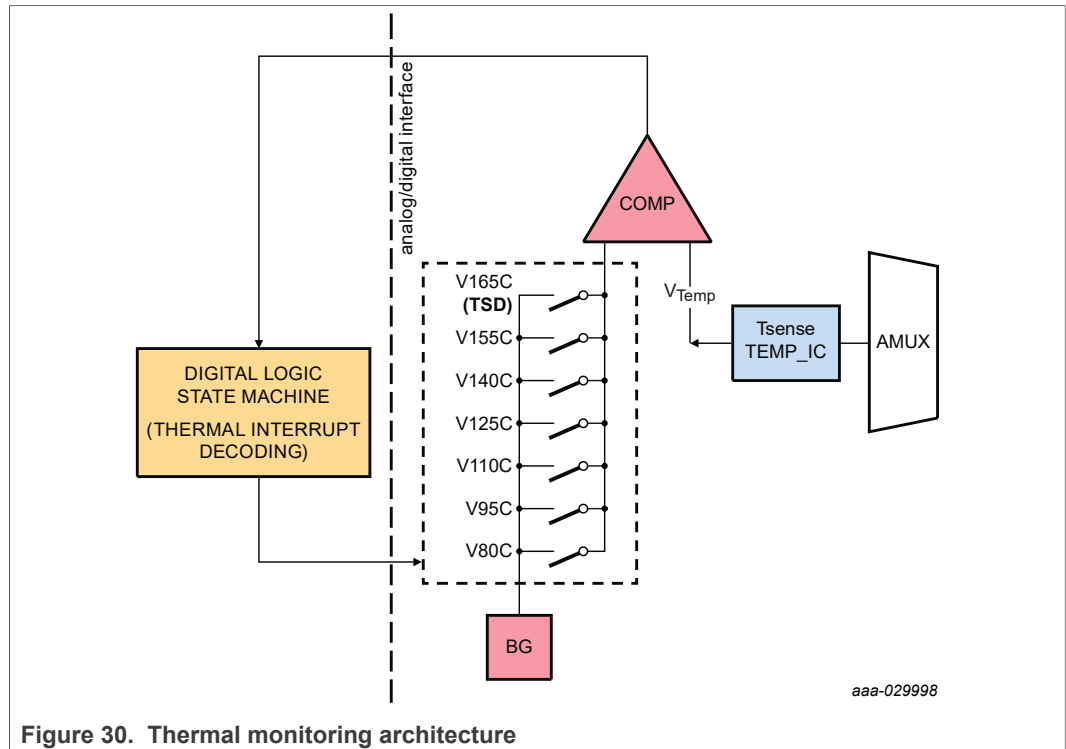 analog/digital interface
COMP
V165C
(TSD)
V155C
V140C
V125C
V110C
V95C
V80C
VTemp
Tsense
TEMP_IC
AMUX
DIGITAL LOGIC
STATE MACHINE
(THERMAL INTERRUPT
DECODING)
BG
aaa-029998
Figure 30. Thermal monitoring architecture